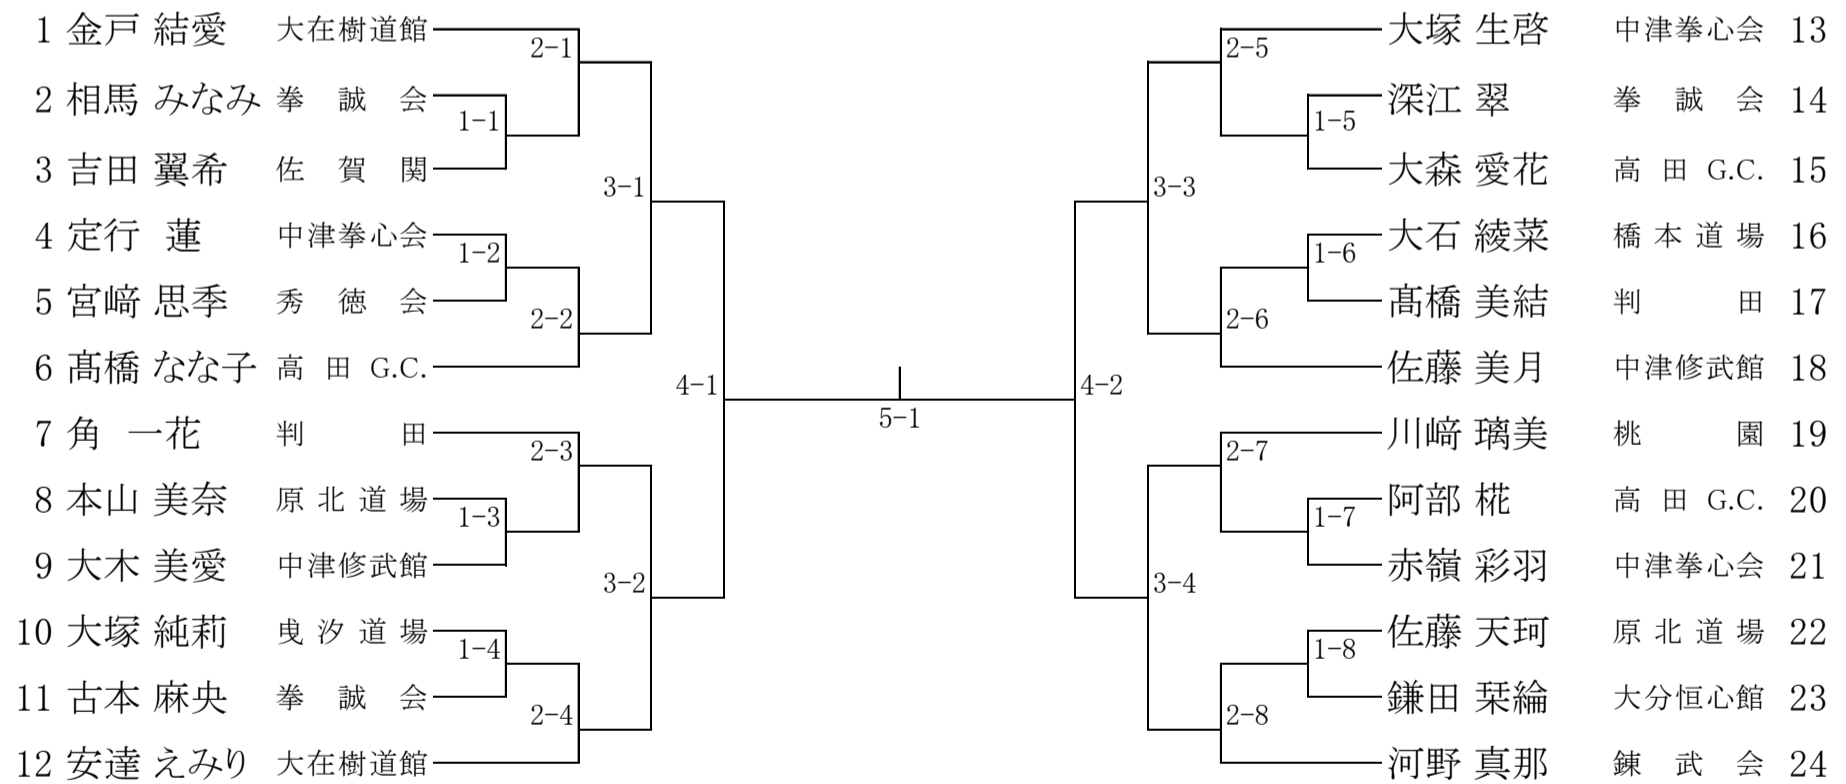 1 金戸 結愛 大在樹道館
2 相馬 みなみ 拳誠会
3 吉田 翼希 佐賀関
4 定行 蓮 中津拳心会
5 宮﨑 思季 秀徳会
6 髙橋 なな子 高田 G.C.
7 角 一花 判田
8 本山 美奈 原北道場
9 大木 美愛 中津修武館
10 大塚 純莉 曳汐道場
11 古本 麻央 拳誠会
12 安達 えみり 大在樹道館
2-1
1-1
3-1
1-2
2-2
4-1
2-3
1-3
3-2
1-4
2-4
5-1
2-5
1-5
3-3
1-6
2-6
4-2
2-7
1-7
3-4
1-8
2-8
大塚 生啓 中津拳心会 13
深江 翠 拳誠会 14
大森 愛花 高田 G.C. 15
大石 綾菜 橋本道場 16
髙橋 美結 判田 17
佐藤 美月 中津修武館 18
川﨑 璃美 桃園 19
阿部 椛 高田 G.C. 20
赤嶺 彩羽 中津拳心会 21
佐藤 天珂 原北道場 22
鎌田 栞綸 大分恒心館 23
河野 真那 錬武会 24